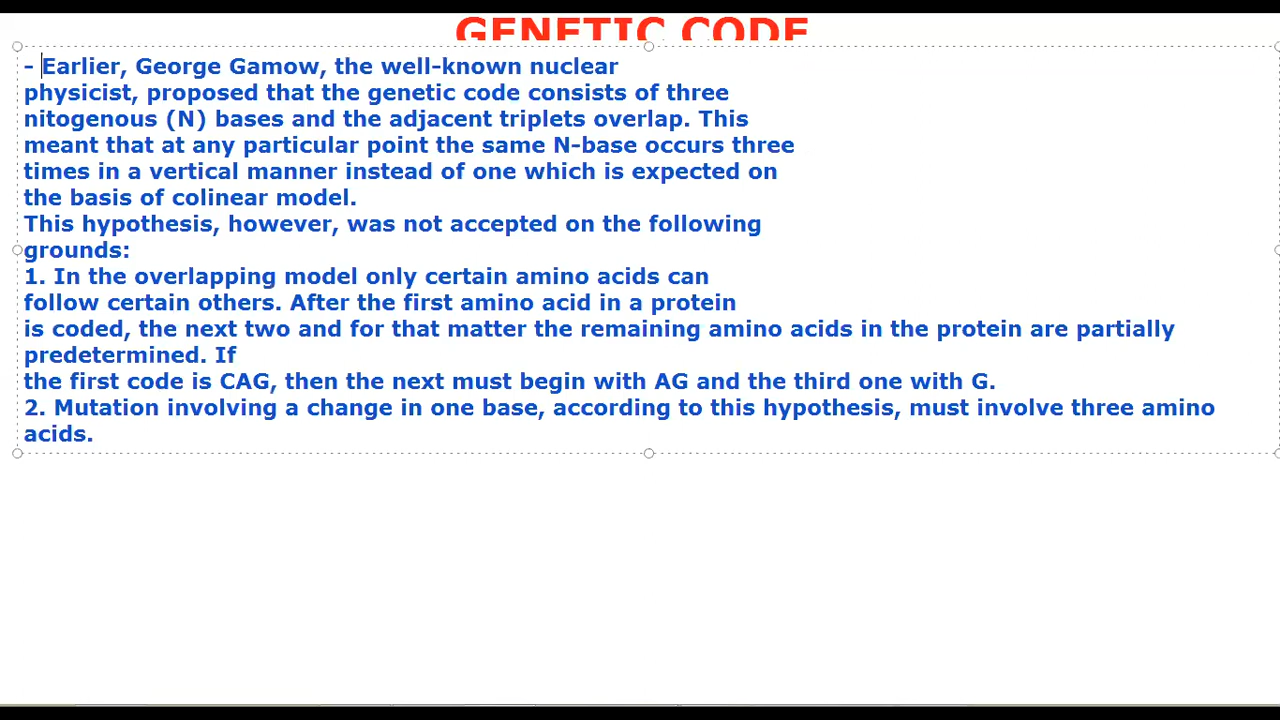 GENETIC CODE
- Earlier, George Gamow, the well-known nuclear
physicist, proposed that the genetic code consists of three
nitogenous (N) bases and the adjacent triplets overlap. This
meant that at any particular point the same N-base occurs three
times in a vertical manner instead of one which is expected on
the basis of colinear model.
This hypothesis, however, was not accepted on the following
grounds:
1. In the overlapping model only certain amino acids can
follow certain others. After the first amino acid in a protein
is coded, the next two and for that matter the remaining amino acids in the protein are partially
predetermined. If
the first code is CAG, then the next must begin with AG and the third one with G.
2. Mutation involving a change in one base, according to this hypothesis, must involve three amino
acids.